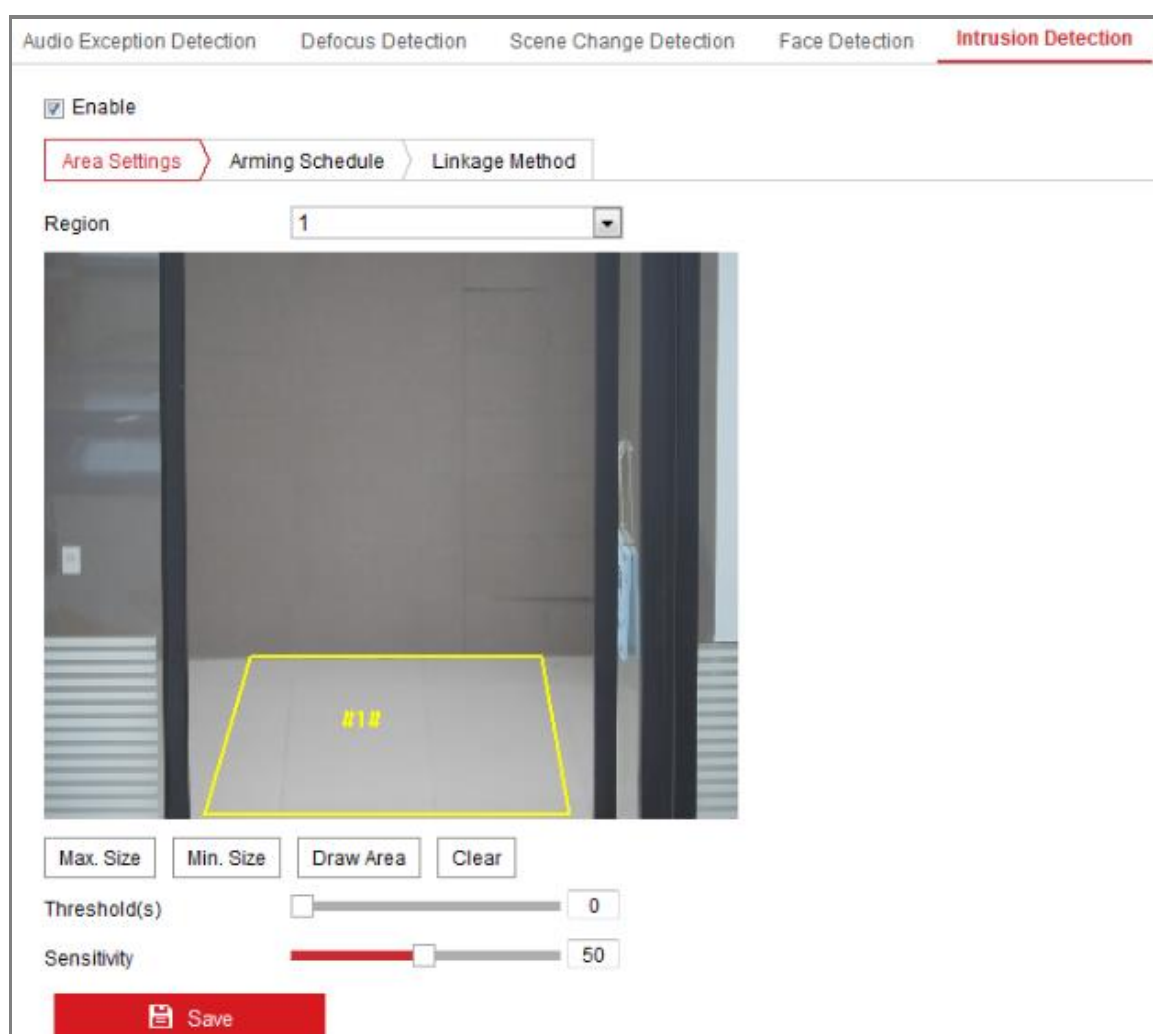 Audio Exception Detection Defocus Detection Scene Change Detection Face Detection Intrusion Detection
Enable
Area Settings Arming Schedule Linkage Method
Region 1
#1#
Max. Size Min. Size Draw Area Clear
Threshold(s) 0
Sensitivity 50
Save